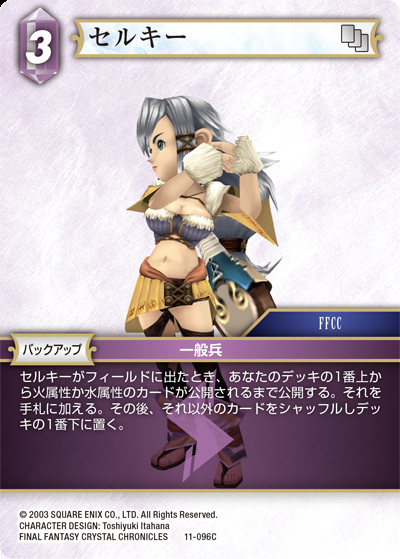 3
セルキー
FFCC
バックアップ
一般兵
セルキーがフィールドに出たとき、あなたのデッキの1番上か
ら火属性か水属性のカードが公開されるまで公開する。それを
手札に加える。その後、それ以外のカードをシャッフルしデッ
キの1番下に置く。
© 2003 SQUARE ENIX CO., LTD. All Rights Reserved.
CHARACTER DESIGN: Toshiyuki Itahana
FINAL FANTASY CRYSTAL CHRONICLES 11-096C